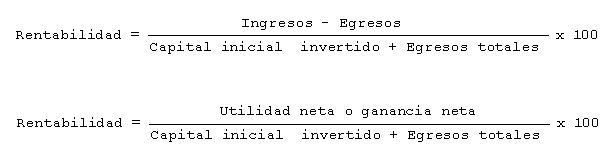 Ingresos - Egresos
Rentabilidad = x 100
Capital inicial invertido + Egresos totales
Utilidad neta o ganancia neta
Rentabilidad = x 100
Capital inicial invertido + Egresos totales